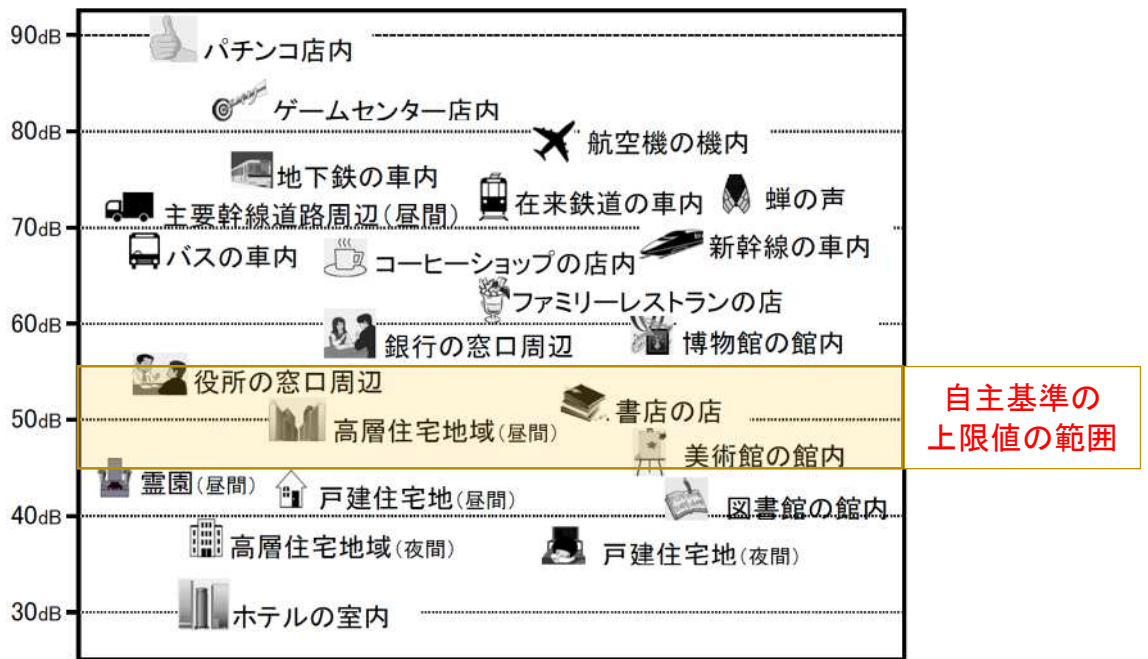 90dB
パチンコ店内
ゲームセンター店内
80dB
航空機の機内
地下鉄の車内
在来鉄道の車内
蝉の声
主要幹線道路周辺(昼間)
70dB
バスの車内
コーヒーショップの店内
新幹線の車内
ファミリーレストランの店
60dB
銀行の窓口周辺
博物館の館内
役所の窓口周辺
自主基準の
上限値の範囲
50dB
高層住宅地域(昼間)
書店の店
美術館の館内
霊園(昼間)
戸建住宅地(昼間)
図書館の館内
40dB
高層住宅地域(夜間)
戸建住宅地(夜間)
30dB
ホテルの室内